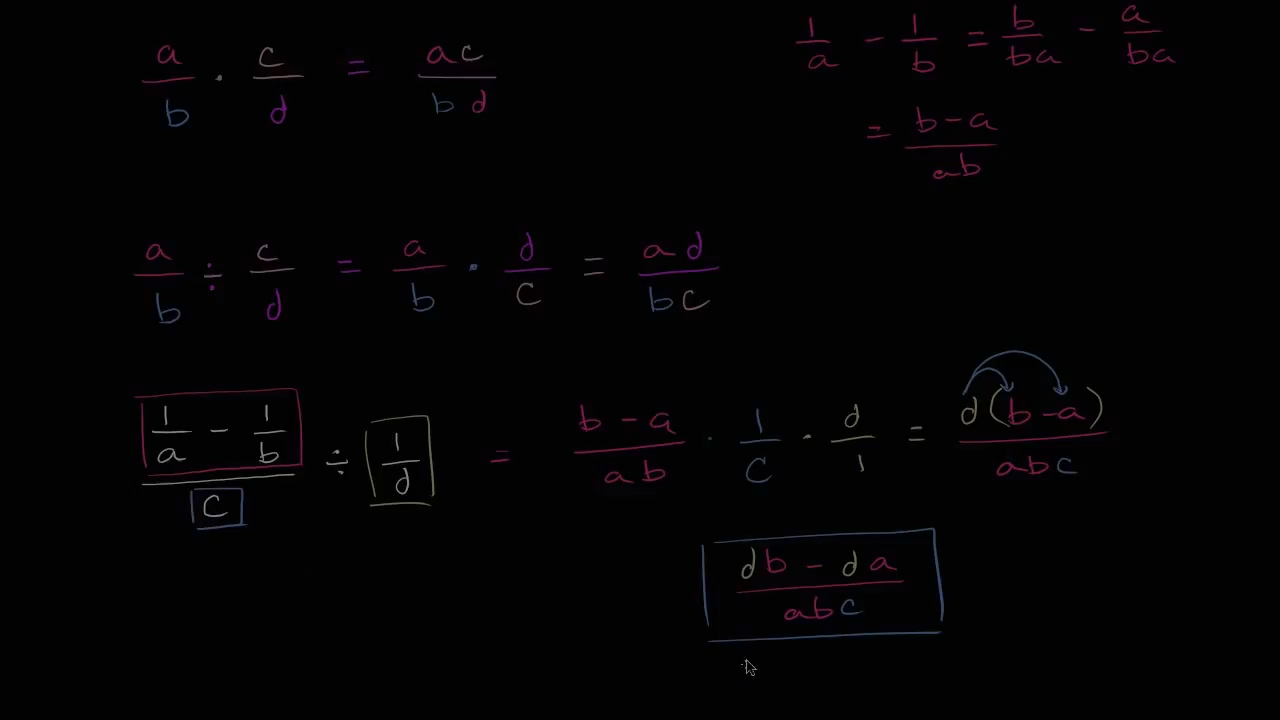 a/b · c/d = ac/bd
1/a - 1/b = b/ba - a/ba
= b-a/ab
a/b ÷ c/d = a/b · d/c = ad/bc
1/a - 1/b / c ÷ 1/d = b-a/ab · 1/c · d/1 = d(b-a)/abc
db - da/abc